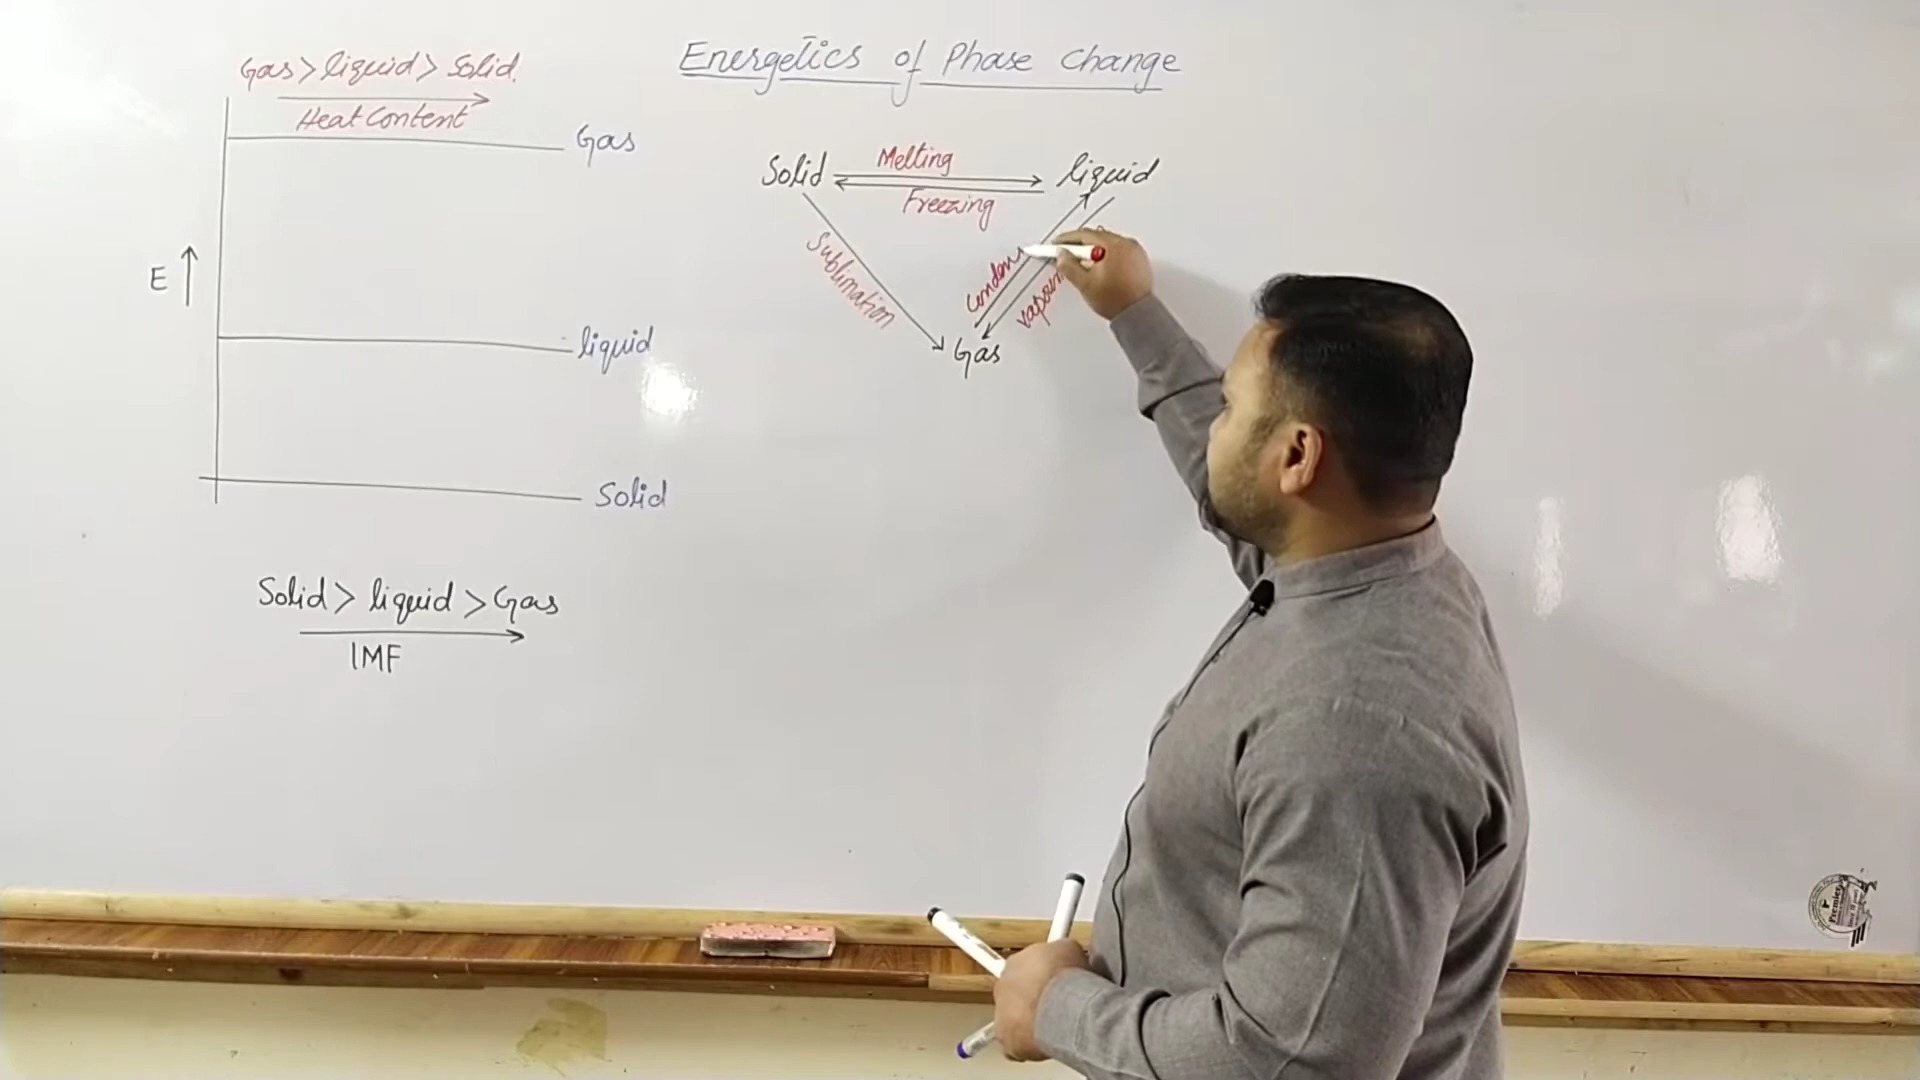 Energetics of Phase Change
Gas > liquid > Solid.
Heat Content
Gas
E
liquid
Solid
Solid > liquid > Gas
IMF
Solid
Melting
liquid
Freezing
Sublimation
Gas
Premier